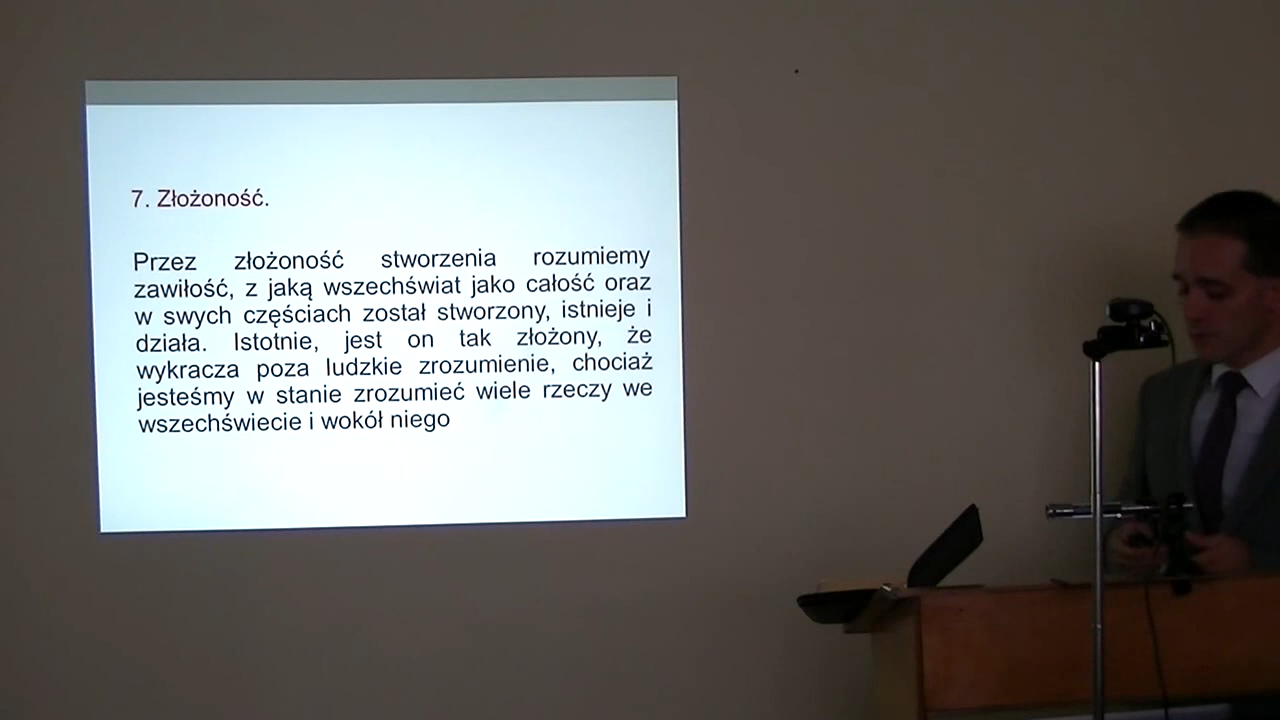 7. Złożoność.
Przez złożoność stworzenia rozumiemy
zawiłość, z jaką wszechświat jako całość oraz
w swych częściach został stworzony, istnieje i
działa. Istotnie, jest on tak złożony, że
wykracza poza ludzkie zrozumienie, chociaż
jesteśmy w stanie zrozumieć wiele rzeczy we
wszechświecie i wokół niego